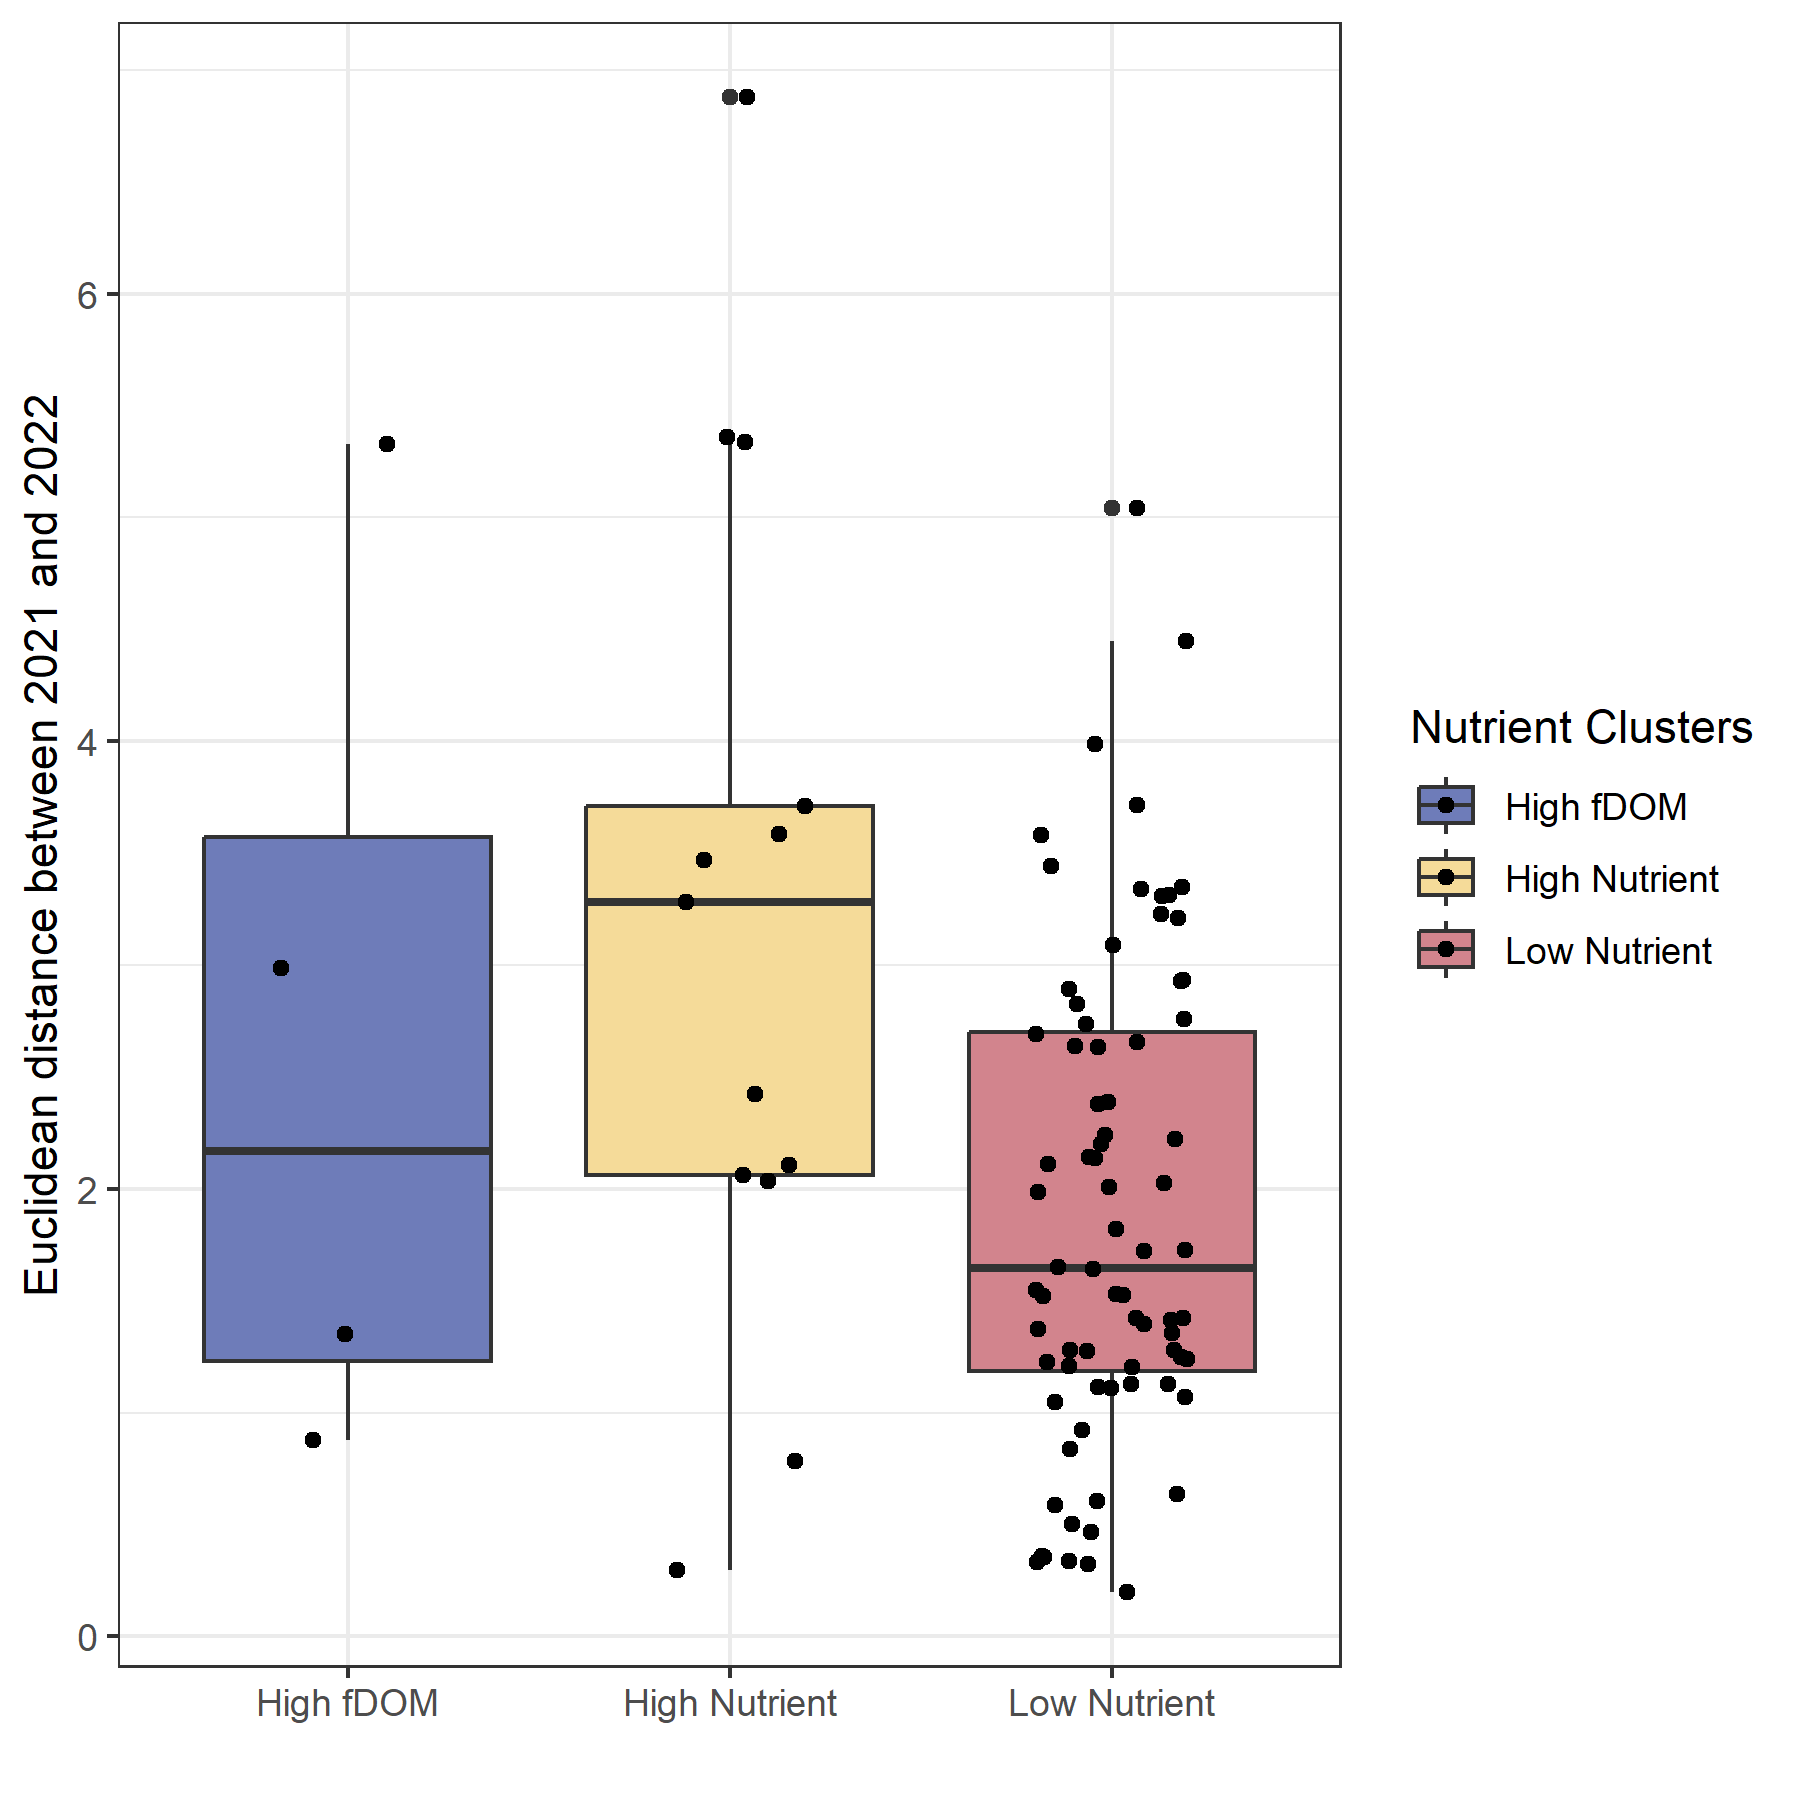 Euclidean distance between 2021 and 2022
6
4
2
0
High fDOM
High Nutrient
Low Nutrient
Nutrient Clusters
High fDOM
High Nutrient
Low Nutrient